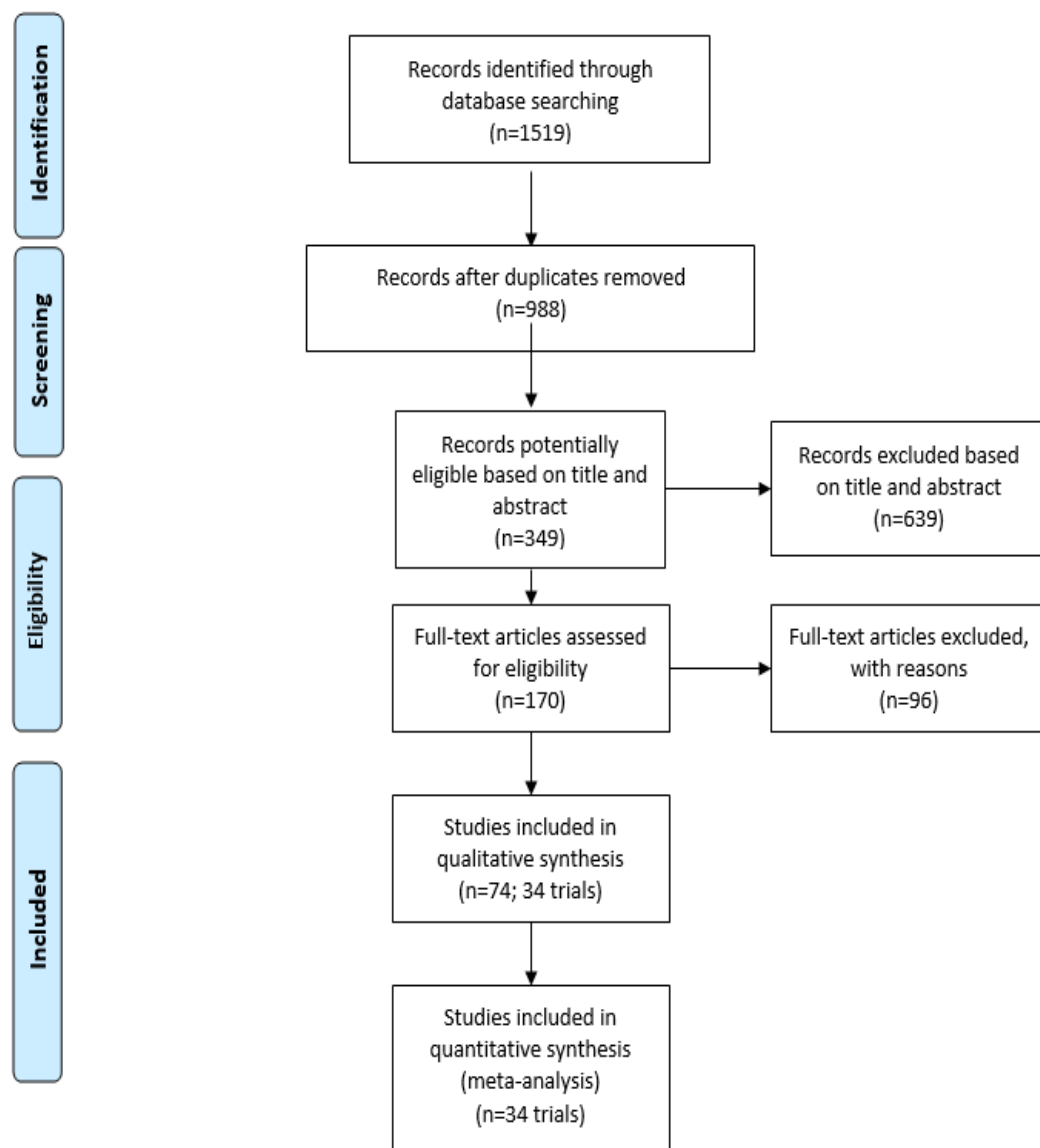 Identification
Records identified through
database searching
(n=1519)
Screening
Records after duplicates removed
(n=988)
Records potentially
eligible based on title and
abstract
(n=349)
Records excluded based
on title and abstract
(n=639)
Eligibility
Full-text articles assessed
for eligibility
(n=170)
Full-text articles excluded,
with reasons
(n=96)
Included
Studies included in
qualitative synthesis
(n=74; 34 trials)
Studies included in
quantitative synthesis
(meta-analysis)
(n=34 trials)